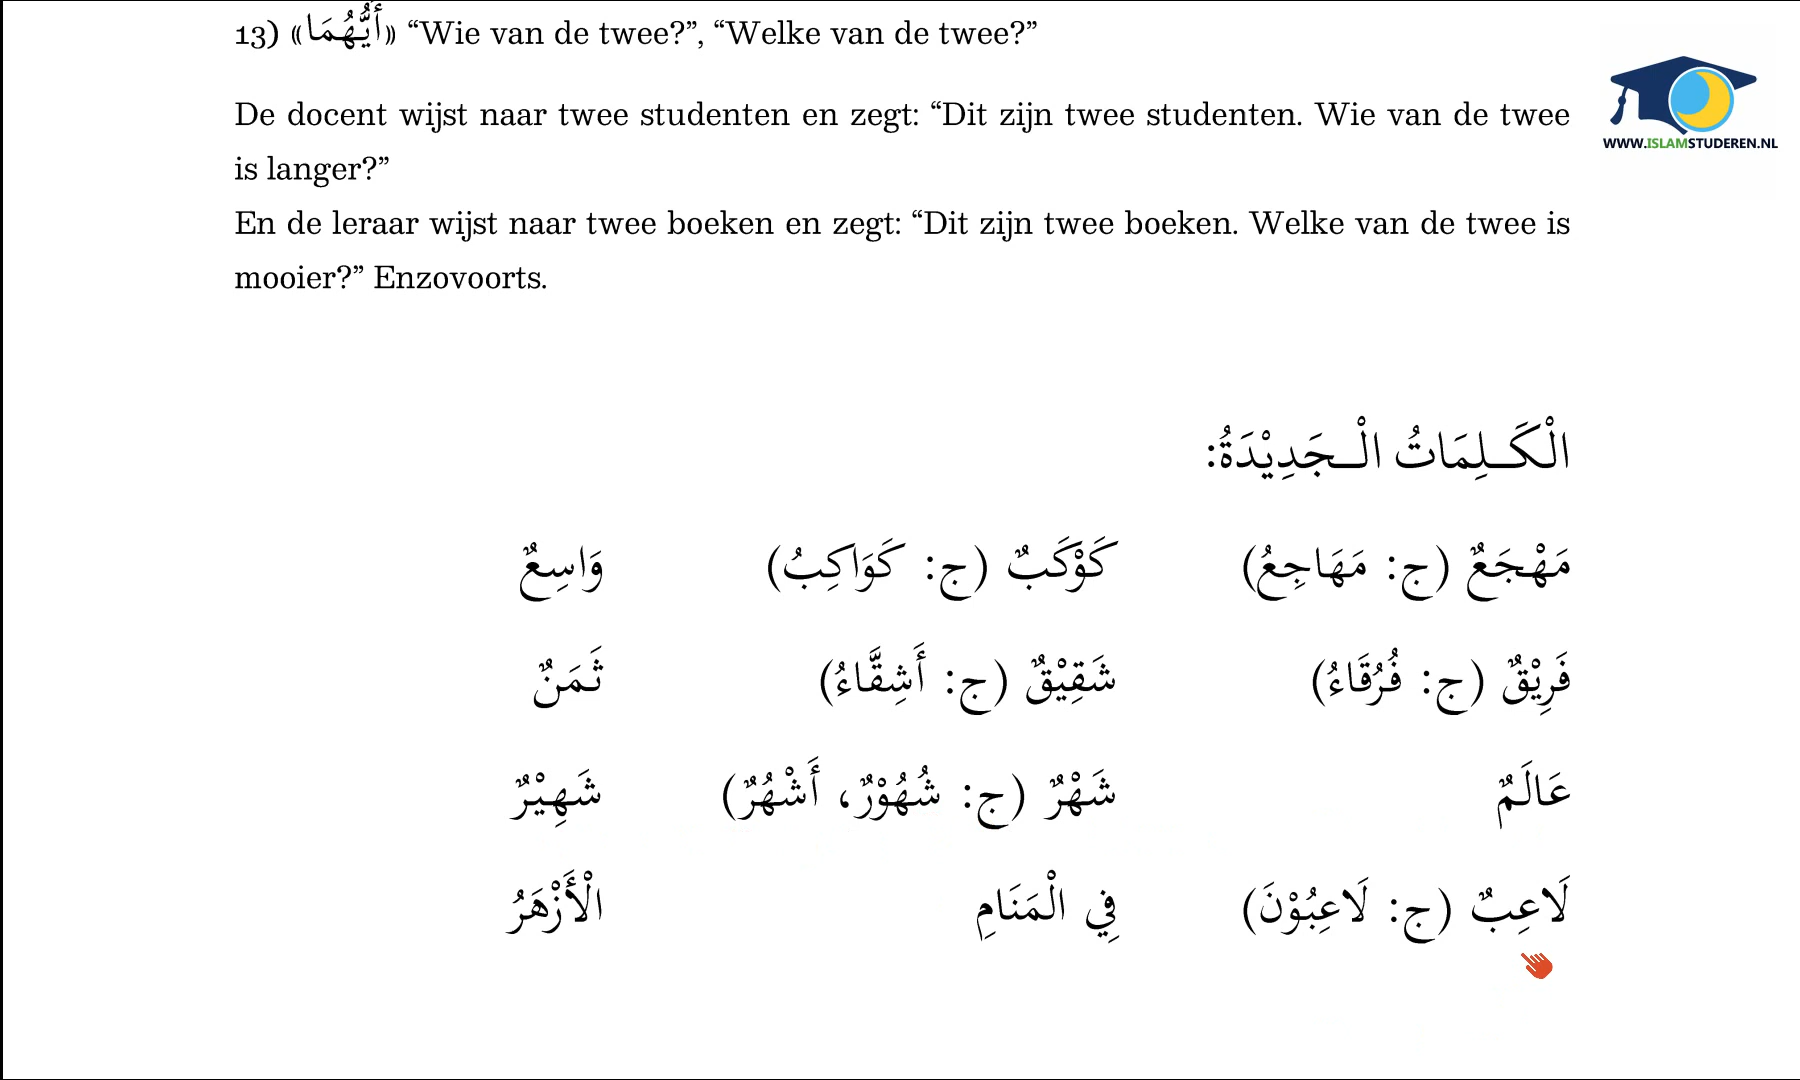 13) «أَيُّهُمَا» “Wie van de twee?”, “Welke van de twee?”
WWW.ISLAMSTUDEREN.NL
De docent wijst naar twee studenten en zegt: “Dit zijn twee studenten. Wie van de twee
is langer?”
En de leraar wijst naar twee boeken en zegt: “Dit zijn twee boeken. Welke van de twee is
mooier?” Enzovoorts.
الْكَـلِمَاتُ الْـجَدِيْدَةُ:
مَهْجَعٌ (ج: مَهَاجِعُ) كَوْكَبٌ (ج: كَوَاكِبُ) وَاسِعٌ
فَرِيْقٌ (ج: فُرُقَاءُ) شَقِيْقٌ (ج: أَشِقَّاءُ) ثَمَنٌ
عَالَمٌ شَهْرٌ (ج: شُهُوْرٌ، أَشْهُرٌ) شَهِيْرٌ
لَاعِبٌ (ج: لَاعِبُوْنَ) فِي الْمَنَامِ الْأَزْهَرُ